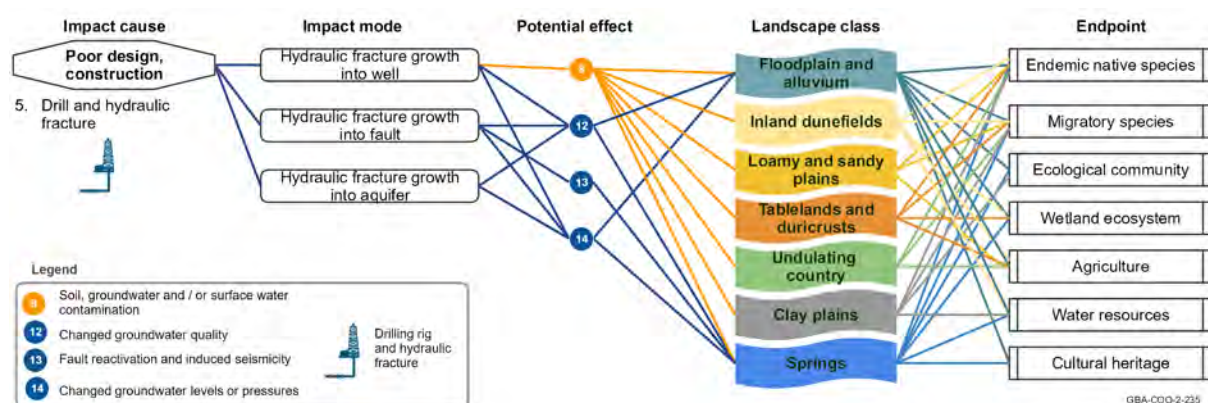 Impact cause
Impact mode
Potential effect
Landscape class
Endpoint
Poor design,
construction
5. Drill and hydraulic
fracture
Hydraulic fracture growth
into well
Hydraulic fracture growth
into fault
Hydraulic fracture growth
into aquifer
9
12
13
14
Floodplain and
alluvium
Inland dunefields
Loamy and sandy
plains
Tablelands and
duricrusts
Undulating
country
Clay plains
Springs
Endemic native species
Migratory species
Ecological community
Wetland ecosystem
Agriculture
Water resources
Cultural heritage
Legend
9 Soil, groundwater and / or surface water
contamination
12 Changed groundwater quality
13 Fault reactivation and induced seismicity
14 Changed groundwater levels or pressures
Drilling rig
and hydraulic
fracture
GBA-COO-2-235